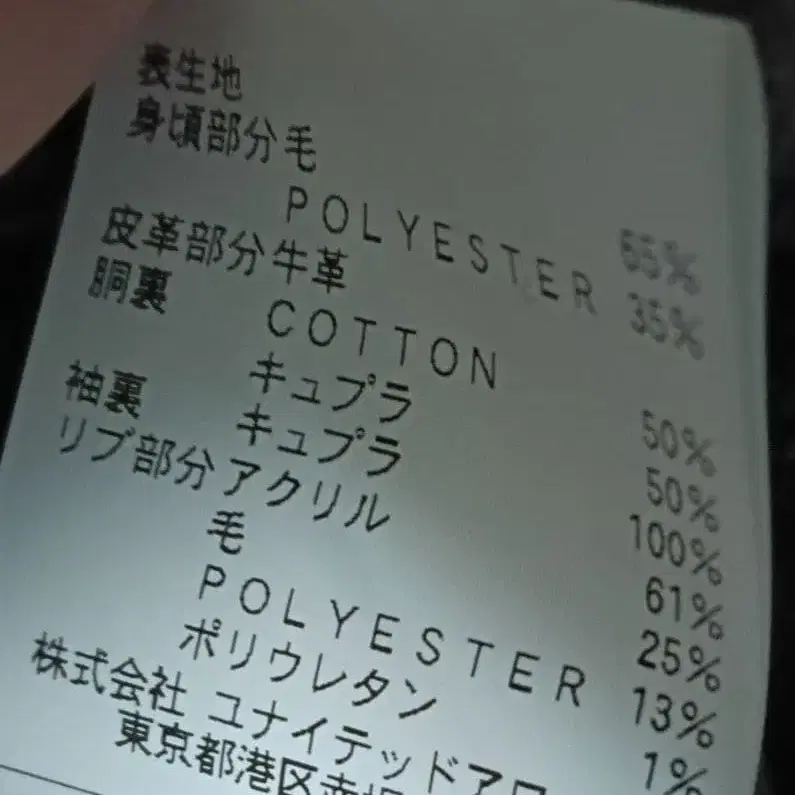 表生地
身頃部分 毛 65%
POLYESTER 35%
皮革部分 牛革
胴裏 COTTON 50%
キュプラ 50%
袖裏 キュプラ 100%
リブ部分 アクリル 61%
毛 25%
POLYESTER 13%
ポリウレタン 1%
株式会社 ユナイテッドア
東京都港区